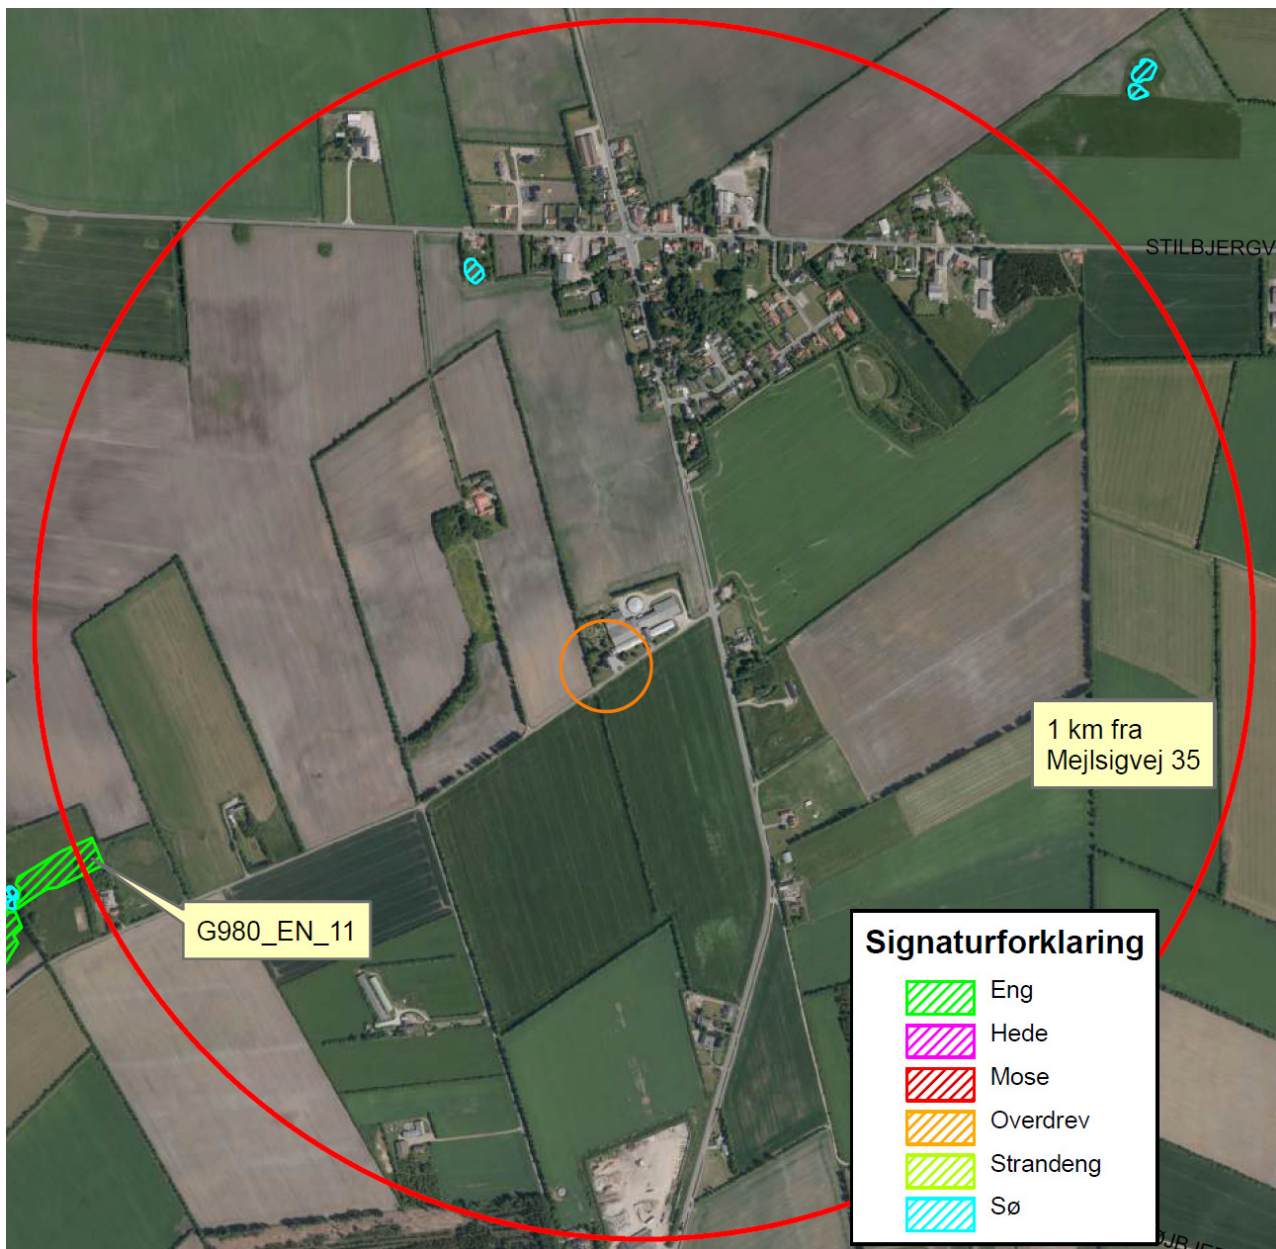 STILBJERGV
1 km fra
Mejlsigvej 35
G980_EN_11
Signaturforklaring
Eng
Hede
Mose
Overdrev
Strandeng
Sø